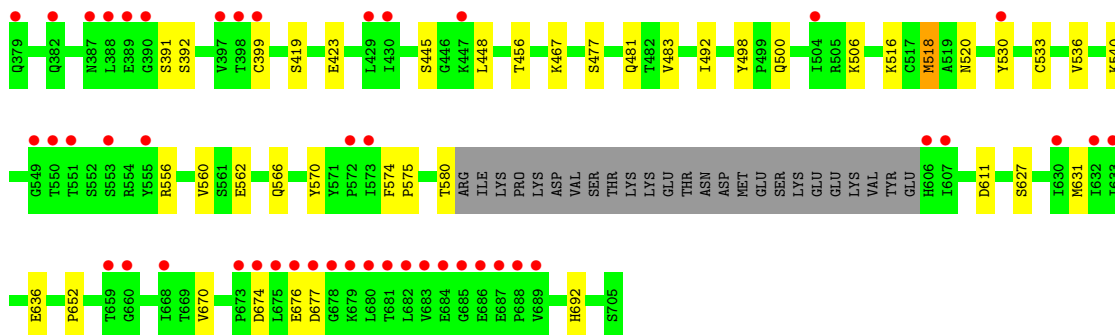 Q379 Q382 N387 L388 E389 G390 S391 S392 V397 T398 C399 S419 E423 L429 I430 S445 G446 K447 L448 T456 K467 S477 Q481 T482 V483 I492 Y498 P499 Q500 I504 R505 K506 K516 C517 M518 A519 N520 Y530 C533 V536 K540
G549 T550 T551 S552 S553 R554 Y555 R556 V560 S561 E562 Q566 Y570 Y571 P572 I573 F574 P575 T580 ARG ILE LYS PRO LYS ASP VAL SER THR LYS LYS GLU THR ASN ASP MET GLU SER LYS GLU GLU LYS VAL TYR GLU H606 I607 D611 S627 I630 M631 I632 I633
E636 P652 T659 G660 I668 T669 V670 P673 D674 L675 E676 D677 G678 K679 L680 T681 L682 V683 E684 G685 E686 E687 P688 V689 H692 S705